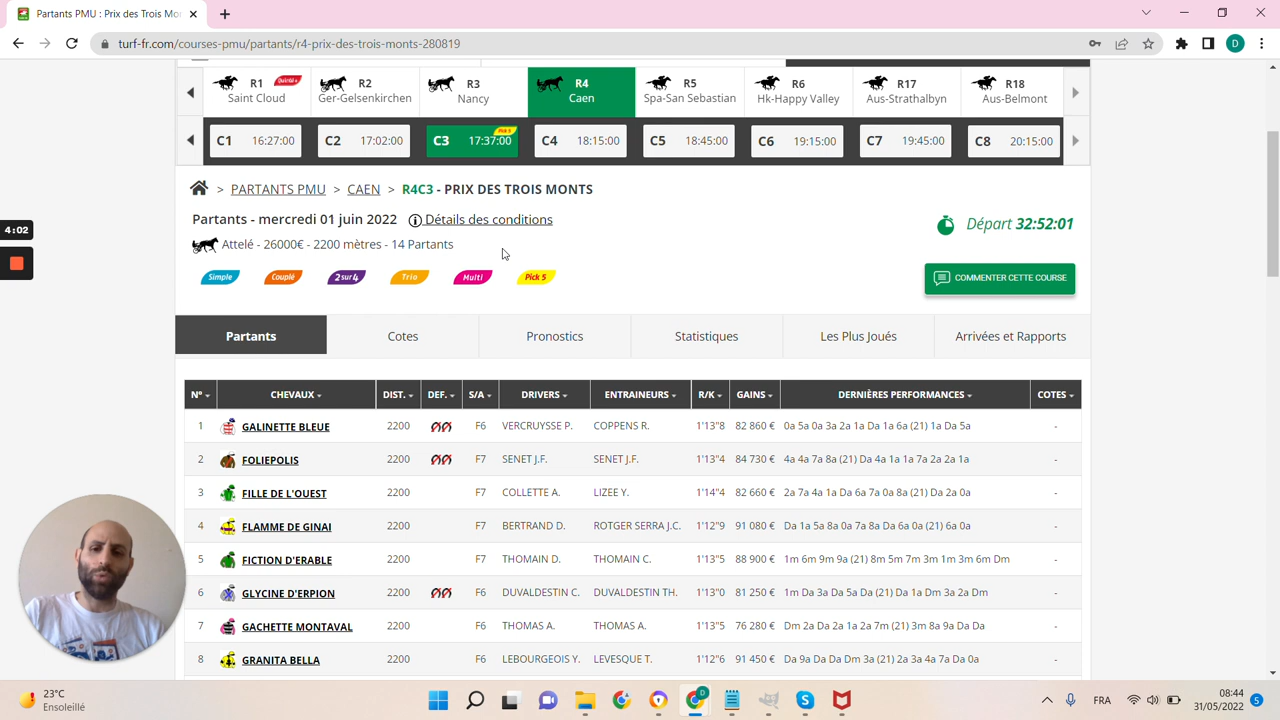 Partants PMU : Prix des Trois Mo
turf-fr.com/courses-pmu/partants/r4-prix-des-trois-monts-280819
D
R1 Quinté+ Saint Cloud
R2 Ger-Gelsenkirchen
R3 Nancy
R4 Caen
R5 Spa-San Sebastian
R6 Hk-Happy Valley
R17 Aus-Strathalbyn
R18 Aus-Belmont
C1 16:27:00 C2 17:02:00 C3 17:37:00 Pick 5 C4 18:15:00 C5 18:45:00 C6 19:15:00 C7 19:45:00 C8 20:15:00
> PARTANTS PMU > CAEN > R4C3 - PRIX DES TROIS MONTS
Partants - mercredi 01 juin 2022 Détails des conditions
Départ 32:52:01
4:02
Attelé - 26000€ - 2200 mètres - 14 Partants
Simple Couplé 2sur4 Trio Multi Pick 5
COMMENTER CETTE COURSE
Partants Cotes Pronostics Statistiques Les Plus Joués Arrivées et Rapports
N° CHEVAUX DIST. DEF. S/A DRIVERS ENTRAINEURS R/K GAINS DERNIÈRES PERFORMANCES COTES
1 GALINETTE BLEUE 2200 F6 VERCRUYSSE P. COPPENS R. 1'13"8 82 860 € 0a 5a 0a 3a 2a 1a Da 1a 6a (21) 1a Da 5a -
2 FOLIEPOLIS 2200 F7 SENET J.F. SENET J.F. 1'13"4 84 730 € 4a 4a 7a 8a (21) Da 4a 1a 1a 7a 2a 2a 1a -
3 FILLE DE L'OUEST 2200 F7 COLLETTE A. LIZEE Y. 1'14"4 82 660 € 2a 7a 4a 1a Da 6a 7a 0a 8a (21) Da 2a 0a -
4 FLAMME DE GINAI 2200 F7 BERTRAND D. ROTGER SERRA J.C. 1'12"9 91 080 € Da 1a 5a 8a 0a 7a 8a Da 6a 0a (21) 6a 0a -
5 FICTION D'ERABLE 2200 F7 THOMAIN D. THOMAIN C. 1'13"5 88 900 € 1m 6m 9m 9a (21) 8m 5m 7m 3m 1m 3m 6m Dm -
6 GLYCINE D'ERPION 2200 F6 DUVALDESTIN C. DUVALDESTIN TH. 1'13"0 81 250 € 1m Da 3a Da 5a Da (21) Da 1a Dm 3a 2a Dm -
7 GACHETTE MONTAVAL 2200 F6 THOMAS A. THOMAS A. 1'13"5 76 280 € Dm 2a Da 2a 1a 2a 7m (21) 3m 8a 9a Da Da -
8 GRANITA BELLA 2200 F6 LEBOURGEOIS Y. LEVESQUE T. 1'12"6 91 450 € Da 9a Da Da Dm 3a (21) 2a 3a 4a 7a Da 0a -
23°C
Ensoleillé
D
FRA
08:44
31/05/2022
5